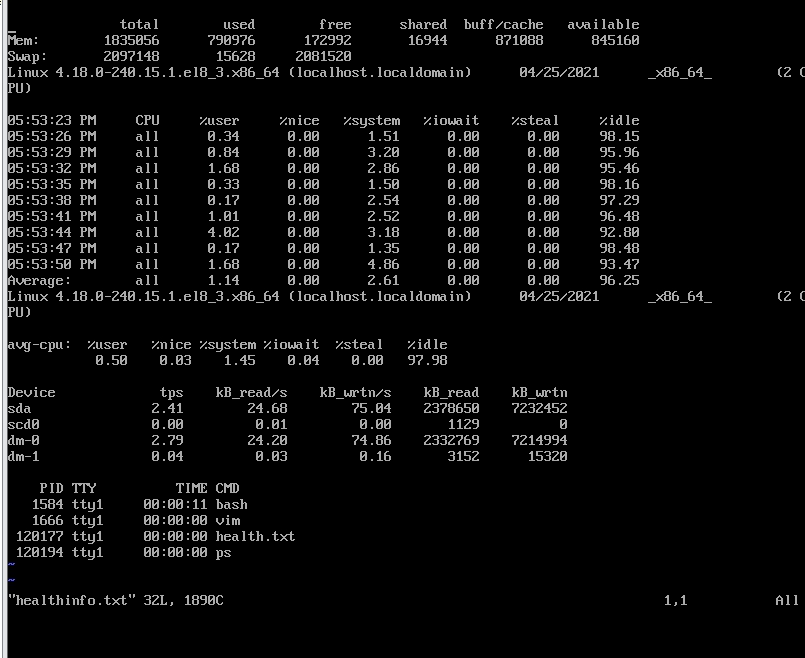 total used free shared buff/cache available
Mem: 1835056 790976 172992 16944 871088 845160
Swap: 2097148 15628 2081520
Linux 4.18.0-240.15.1.el8_3.x86_64 (localhost.localdomain) 04/25/2021 _x86_64_ (2 C
PU)
05:53:23 PM CPU %user %nice %system %iowait %steal %idle
05:53:26 PM all 0.34 0.00 1.51 0.00 0.00 98.15
05:53:29 PM all 0.84 0.00 3.20 0.00 0.00 95.96
05:53:32 PM all 1.68 0.00 2.86 0.00 0.00 95.46
05:53:35 PM all 0.33 0.00 1.50 0.00 0.00 98.16
05:53:38 PM all 0.17 0.00 2.54 0.00 0.00 97.29
05:53:41 PM all 1.01 0.00 2.52 0.00 0.00 96.48
05:53:44 PM all 4.02 0.00 3.18 0.00 0.00 92.80
05:53:47 PM all 0.17 0.00 1.35 0.00 0.00 98.48
05:53:50 PM all 1.68 0.00 4.86 0.00 0.00 93.47
Average: all 1.14 0.00 2.61 0.00 0.00 96.25
Linux 4.18.0-240.15.1.el8_3.x86_64 (localhost.localdomain) 04/25/2021 _x86_64_ (2 C
PU)
avg-cpu: %user %nice %system %iowait %steal %idle
0.50 0.03 1.45 0.04 0.00 97.98
Device tps kB_read/s kB_wrtn/s kB_read kB_wrtn
sda 2.41 24.68 75.04 2378650 7232452
scd0 0.00 0.01 0.00 1129 0
dm-0 2.79 24.20 74.86 2332769 7214994
dm-1 0.04 0.03 0.16 3152 15320
PID TTY TIME CMD
1584 tty1 00:00:11 bash
1666 tty1 00:00:00 vim
120177 tty1 00:00:00 health.txt
120194 tty1 00:00:00 ps
~
~
"healthinfo.txt" 32L, 1890C 1,1 All